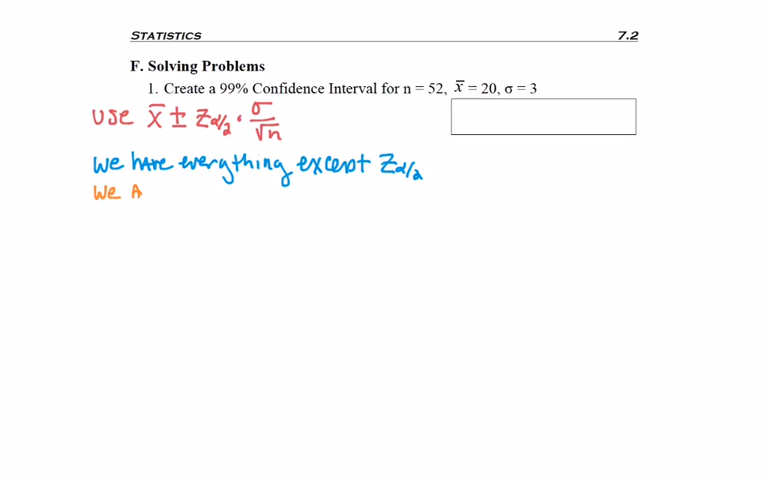 STATISTICS 7.2
F. Solving Problems
1. Create a 99% Confidence Interval for n = 52, x̄ = 20, σ = 3
USE x̄ ± Zα/2 · σ/√n
We have everything except Zα/2
We A